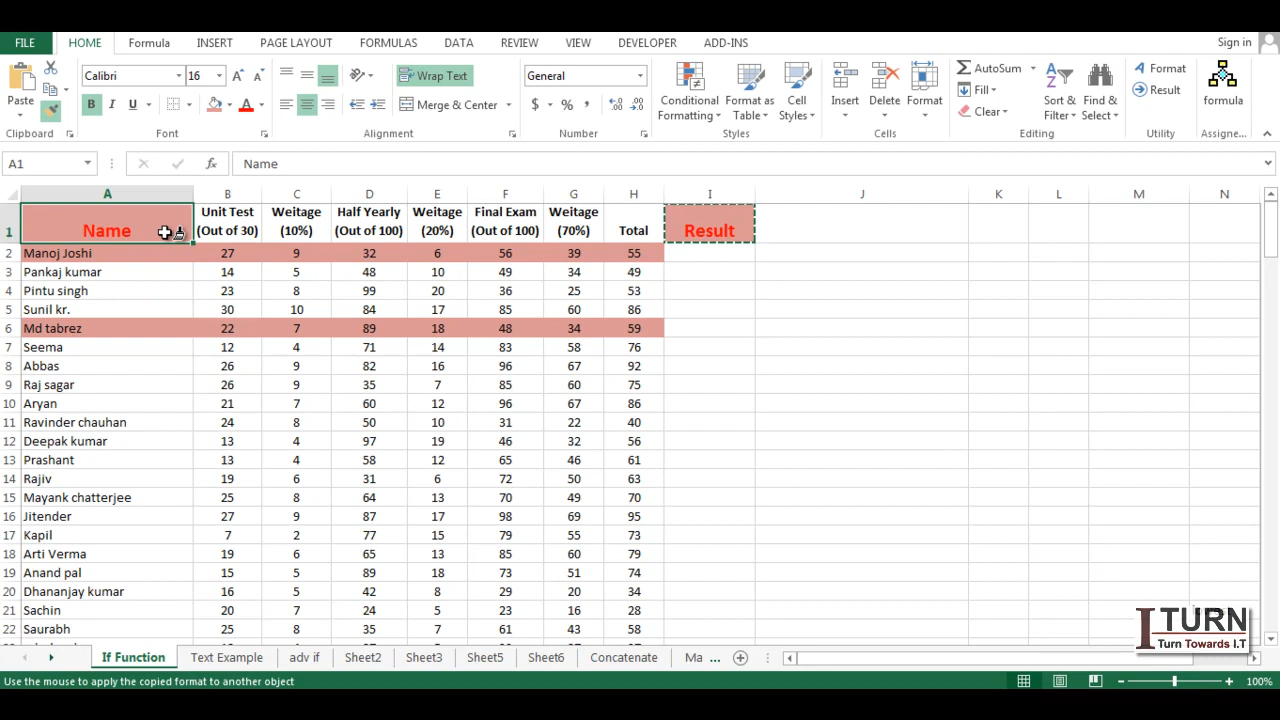 FILE HOME Formula INSERT PAGE LAYOUT FORMULAS DATA REVIEW VIEW DEVELOPER ADD-INS Sign in
Calibri 16 Wrap Text General AutoSum Format
Paste Merge & Center $ % Conditional Formatting Format as Table Cell Styles Insert Delete Format Fill Clear Sort & Filter Find & Select Result formula
Clipboard Font Alignment Number Styles Cells Editing Utility Assigne...
A1 fx Name
A B C D E F G H I J K L M N
1 Name Unit Test (Out of 30) Weitage (10%) Half Yearly (Out of 100) Weitage (20%) Final Exam (Out of 100) Weitage (70%) Total Result
2 Manoj Joshi 27 9 32 6 56 39 55
3 Pankaj kumar 14 5 48 10 49 34 49
4 Pintu singh 23 8 99 20 36 25 53
5 Sunil kr. 30 10 84 17 85 60 86
6 Md tabrez 22 7 89 18 48 34 59
7 Seema 12 4 71 14 83 58 76
8 Abbas 26 9 82 16 96 67 92
9 Raj sagar 26 9 35 7 85 60 75
10 Aryan 21 7 60 12 96 67 86
11 Ravinder chauhan 24 8 50 10 31 22 40
12 Deepak kumar 13 4 97 19 46 32 56
13 Prashant 13 4 58 12 65 46 61
14 Rajiv 19 6 31 6 72 50 63
15 Mayank chatterjee 25 8 64 13 70 49 70
16 Jitender 27 9 87 17 98 69 95
17 Kapil 7 2 77 15 79 55 73
18 Arti Verma 19 6 65 13 85 60 79
19 Anand pal 15 5 89 18 73 51 74
20 Dhananjay kumar 16 5 42 8 29 20 34
21 Sachin 20 7 24 5 23 16 28
22 Saurabh 25 8 35 7 61 43 58
I TURN
Turn Towards I.T
If Function Text Example adv if Sheet2 Sheet3 Sheet5 Sheet6 Concatenate Ma ...
Use the mouse to apply the copied format to another object 100%